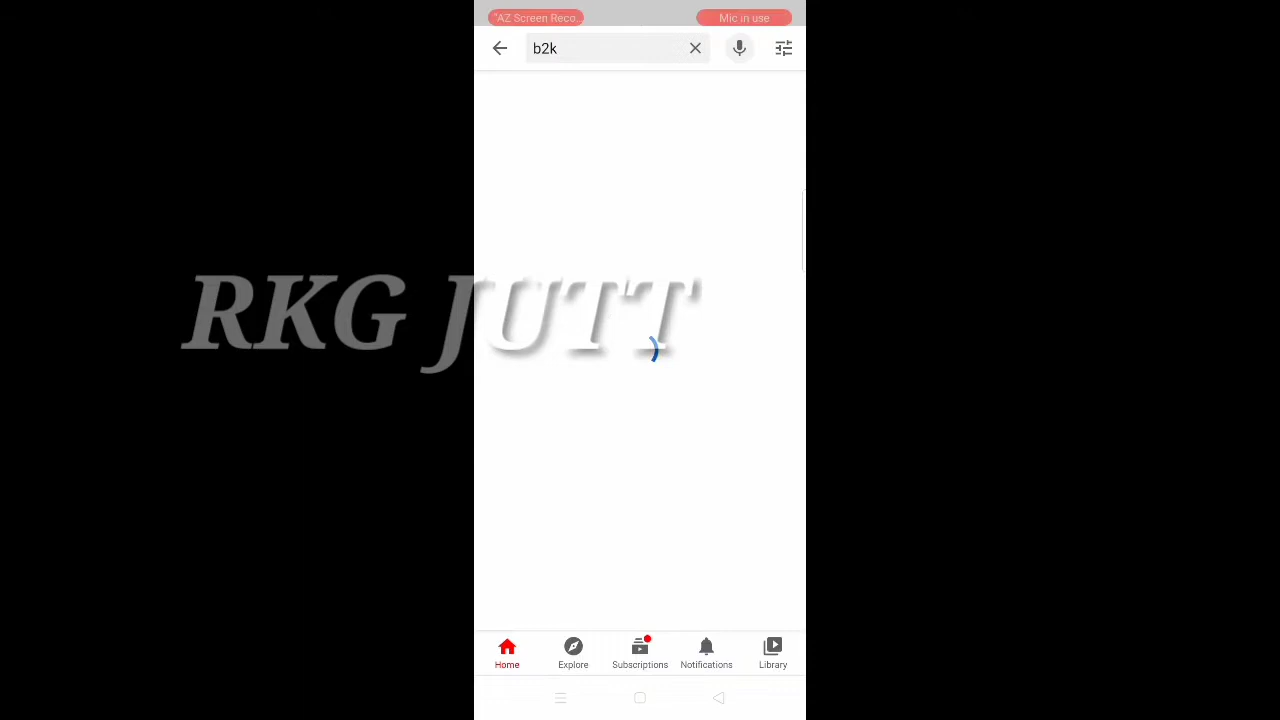 "AZ Screen Reco...
Mic in use
b2k
RKG JUTT
Home
Explore
Subscriptions
Notifications
Library